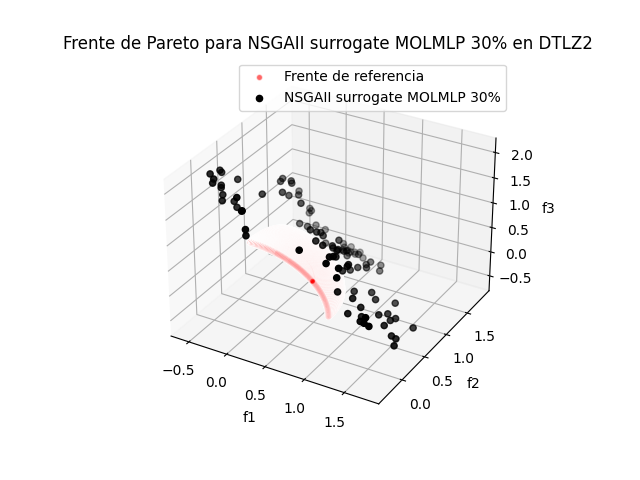 Frente de Pareto para NSGAII surrogate MOLMLP 30% en DTLZ2
Frente de referencia
NSGAII surrogate MOLMLP 30%
2.0
1.5
1.0
0.5
0.0
−0.5
f3
1.5
1.0
0.5
0.0
f2
−0.5
0.0
0.5
1.0
1.5
f1